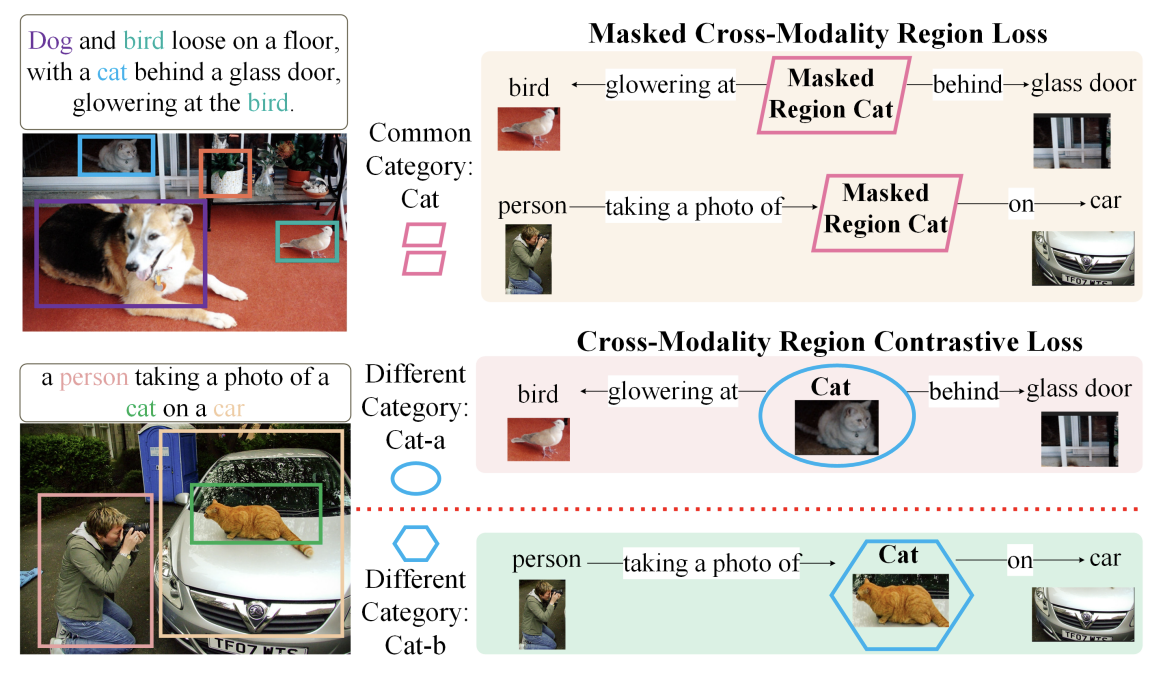 Dog and bird loose on a floor,
with a cat behind a glass door,
glowering at the bird.
Common
Category:
Cat
Masked Cross-Modality Region Loss
bird
glowering at
Masked
Region Cat
behind
glass door
person
taking a photo of
Masked
Region Cat
on
car
TF07 WTS
a person taking a photo of a
cat on a car
TF07 WTS
Different
Category:
Cat-a
Different
Category:
Cat-b
Cross-Modality Region Contrastive Loss
bird
glowering at
Cat
behind
glass door
person
taking a photo of
Cat
on
car
TF07 WTS